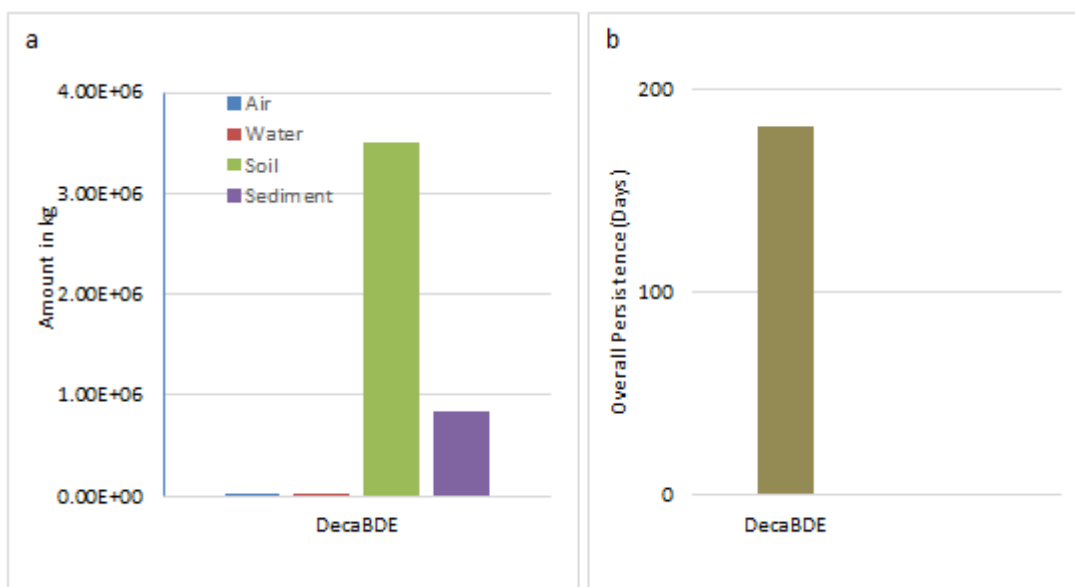 a
4.00E+06
3.00E+06
2.00E+06
1.00E+06
0.00E+00
Amount in kg
Air
Water
Soil
Sediment
DecaBDE
b
200
100
0
Overall Persistence (Days)
DecaBDE